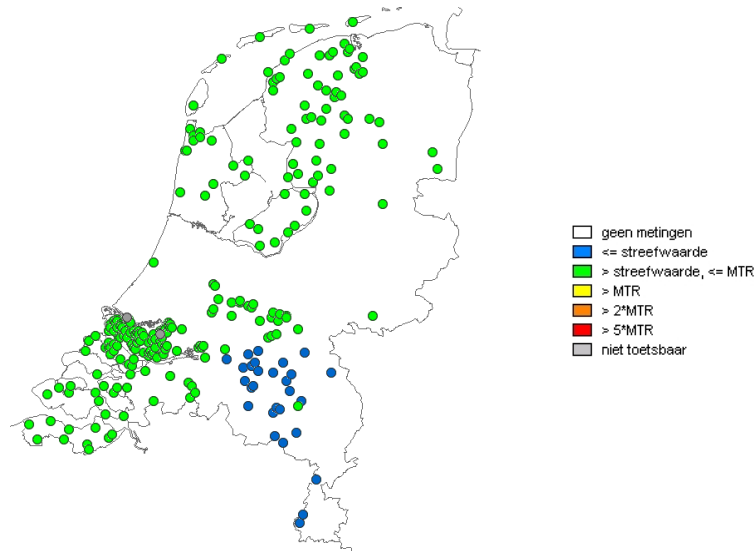 geen metingen
<= streefwaarde
> streefwaarde, <= MTR
> MTR
> 2*MTR
> 5*MTR
niet toetsbaar